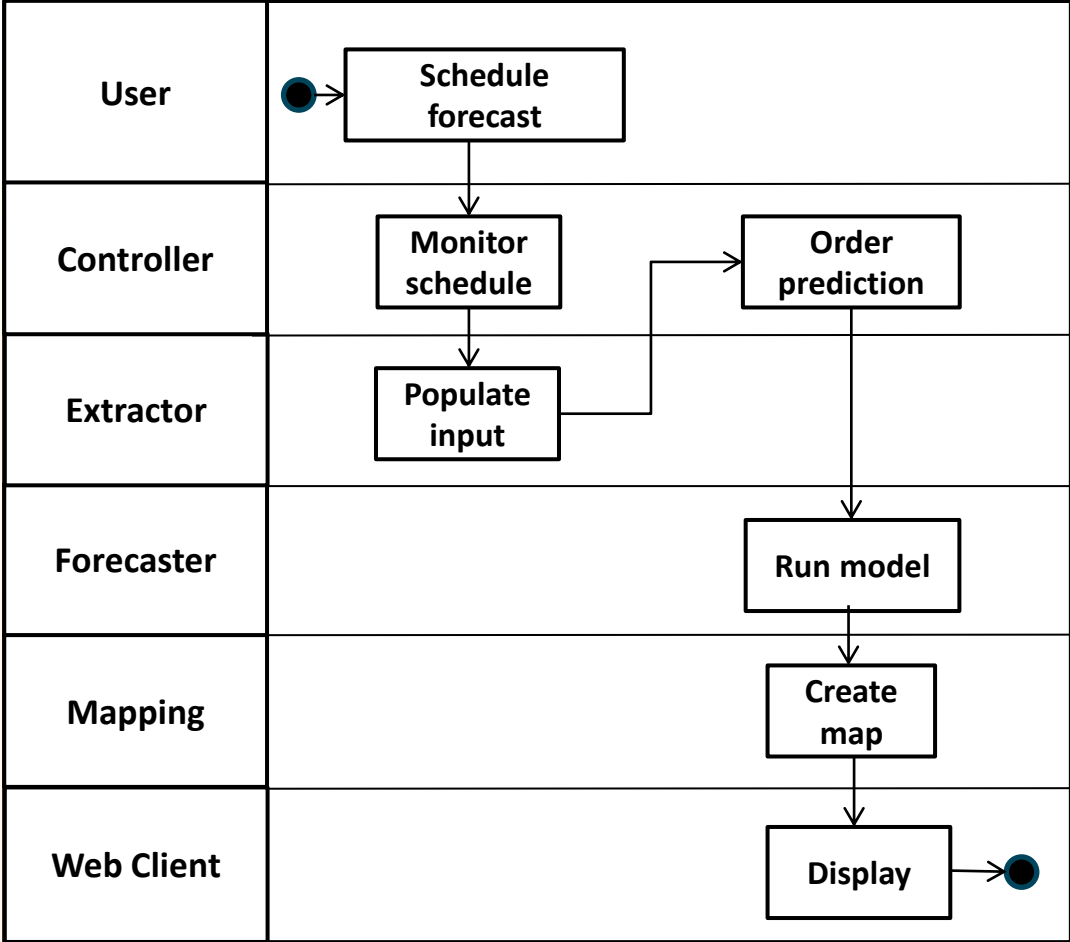 User
Schedule
forecast
Controller
Monitor
schedule
Order
prediction
Extractor
Populate
input
Forecaster
Run model
Mapping
Create
map
Web Client
Display